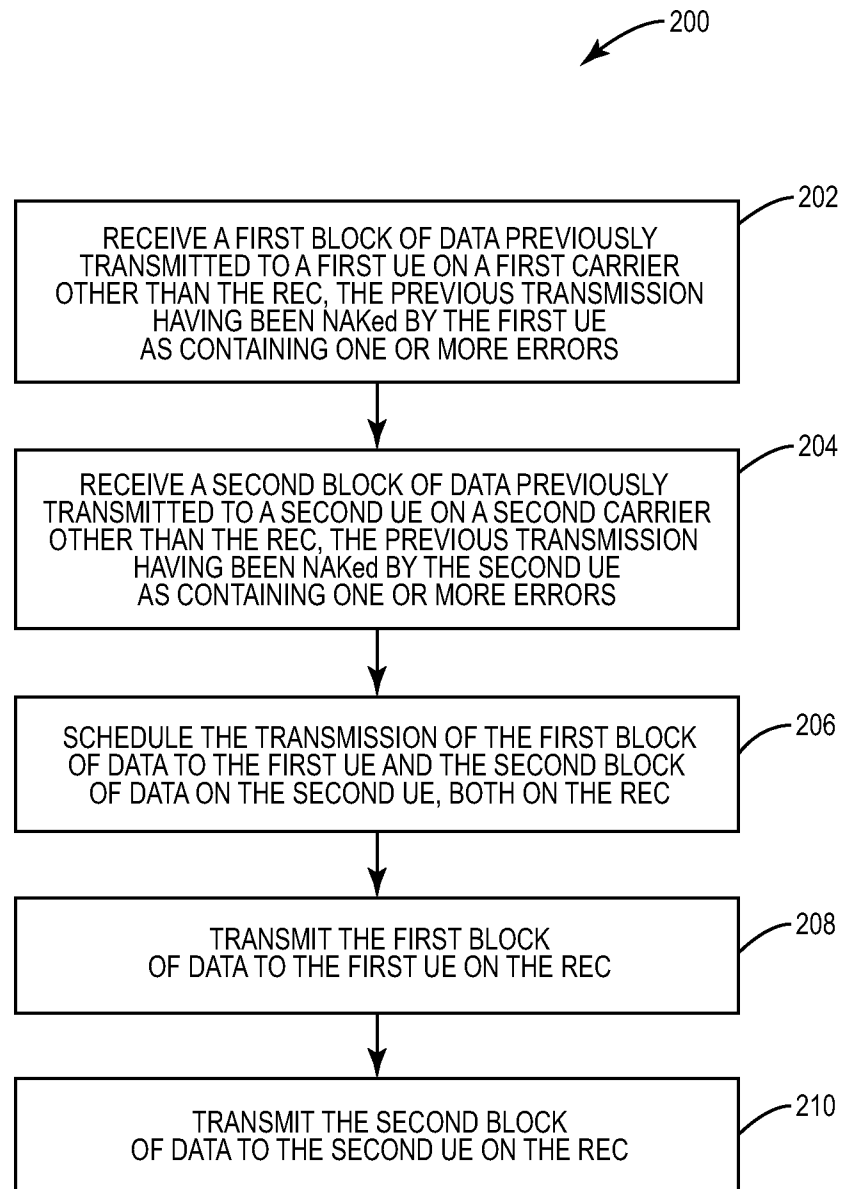 200
202
RECEIVE A FIRST BLOCK OF DATA PREVIOUSLY
TRANSMITTED TO A FIRST UE ON A FIRST CARRIER
OTHER THAN THE REC, THE PREVIOUS TRANSMISSION
HAVING BEEN NAKed BY THE FIRST UE
AS CONTAINING ONE OR MORE ERRORS
204
RECEIVE A SECOND BLOCK OF DATA PREVIOUSLY
TRANSMITTED TO A SECOND UE ON A SECOND CARRIER
OTHER THAN THE REC, THE PREVIOUS TRANSMISSION
HAVING BEEN NAKed BY THE SECOND UE
AS CONTAINING ONE OR MORE ERRORS
206
SCHEDULE THE TRANSMISSION OF THE FIRST BLOCK
OF DATA TO THE FIRST UE AND THE SECOND BLOCK
OF DATA ON THE SECOND UE, BOTH ON THE REC
208
TRANSMIT THE FIRST BLOCK
OF DATA TO THE FIRST UE ON THE REC
210
TRANSMIT THE SECOND BLOCK
OF DATA TO THE SECOND UE ON THE REC